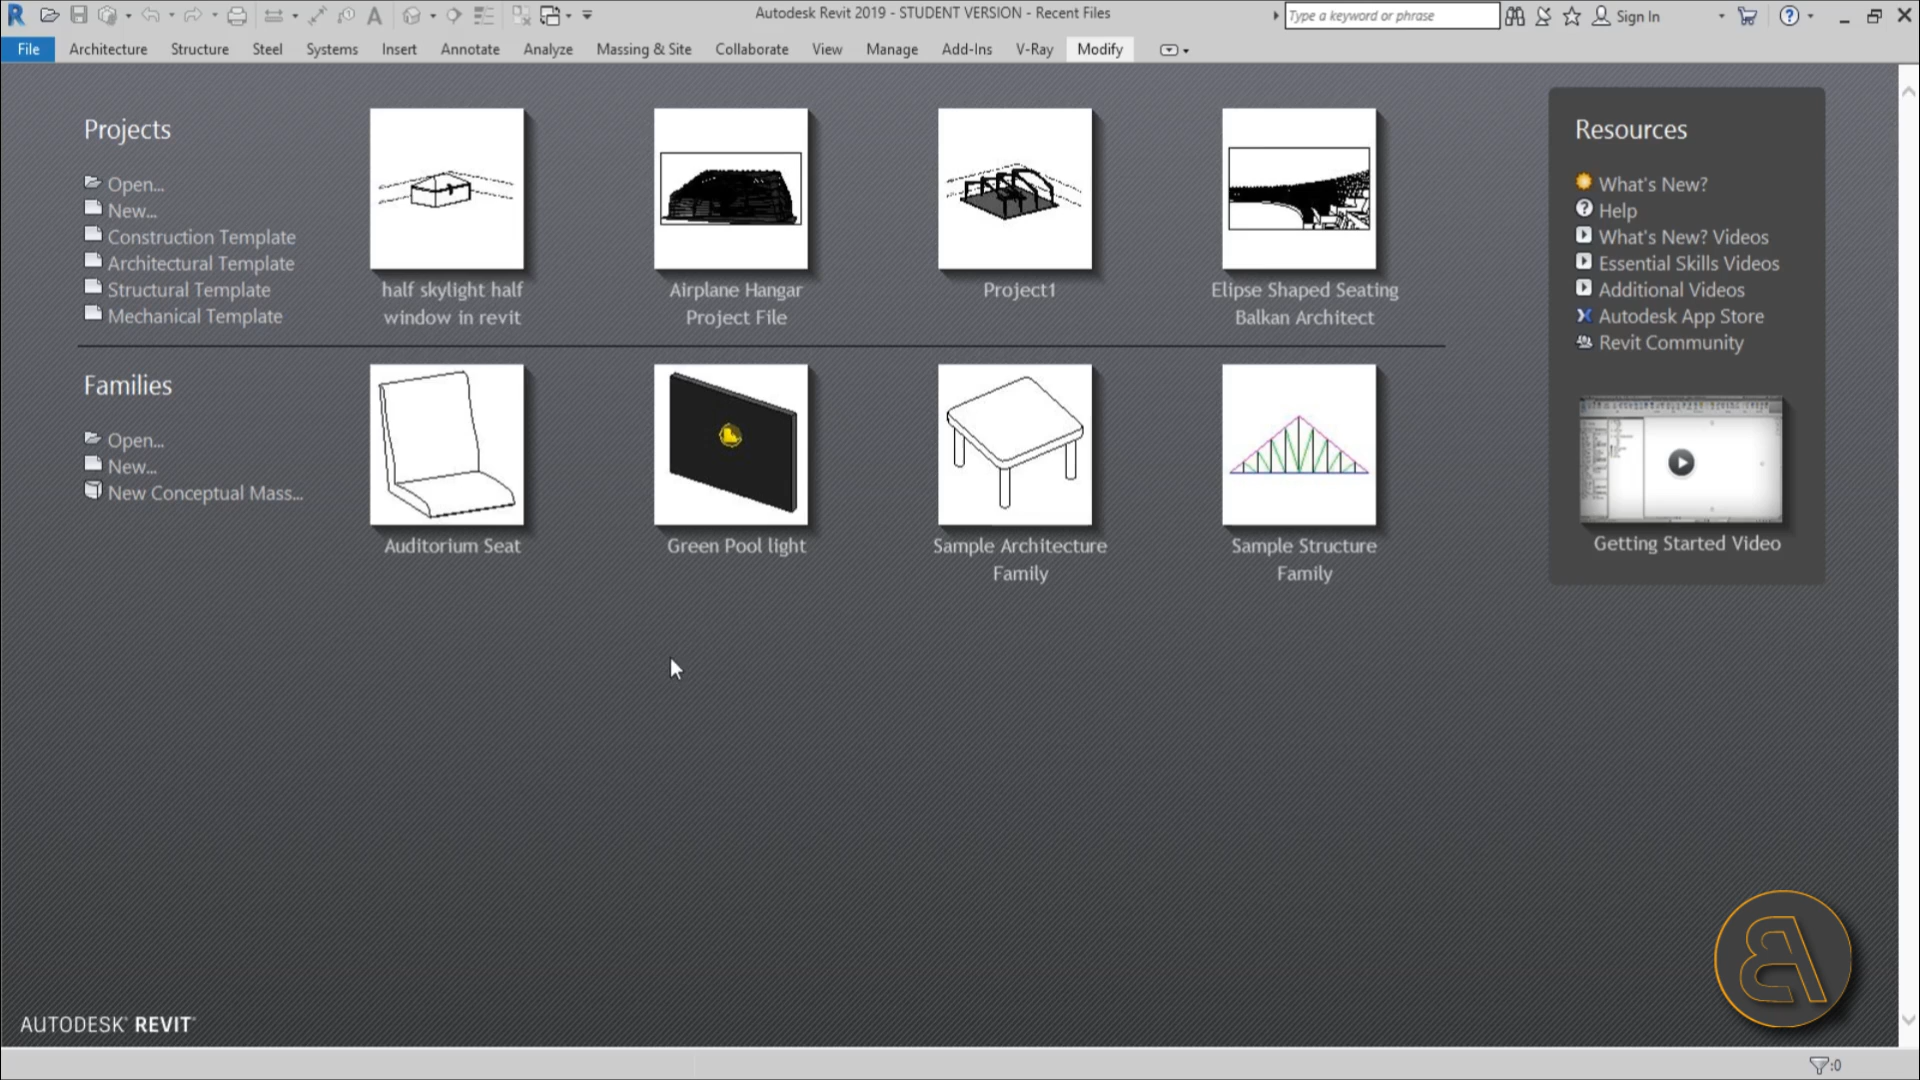 Autodesk Revit 2019 - STUDENT VERSION - Recent Files
Type a keyword or phrase
Sign In
File Architecture Structure Steel Systems Insert Annotate Analyze Massing & Site Collaborate View Manage Add-Ins V-Ray Modify
Projects
Open...
New...
Construction Template
Architectural Template
Structural Template
Mechanical Template
half skylight half
window in revit
Airplane Hangar
Project File
Project1
Elipse Shaped Seating
Balkan Architect
Families
Open...
New...
New Conceptual Mass...
Auditorium Seat
Green Pool light
Sample Architecture
Family
Sample Structure
Family
Resources
What's New?
Help
What's New? Videos
Essential Skills Videos
Additional Videos
Autodesk App Store
Revit Community
Getting Started Video
AUTODESK® REVIT®
:0